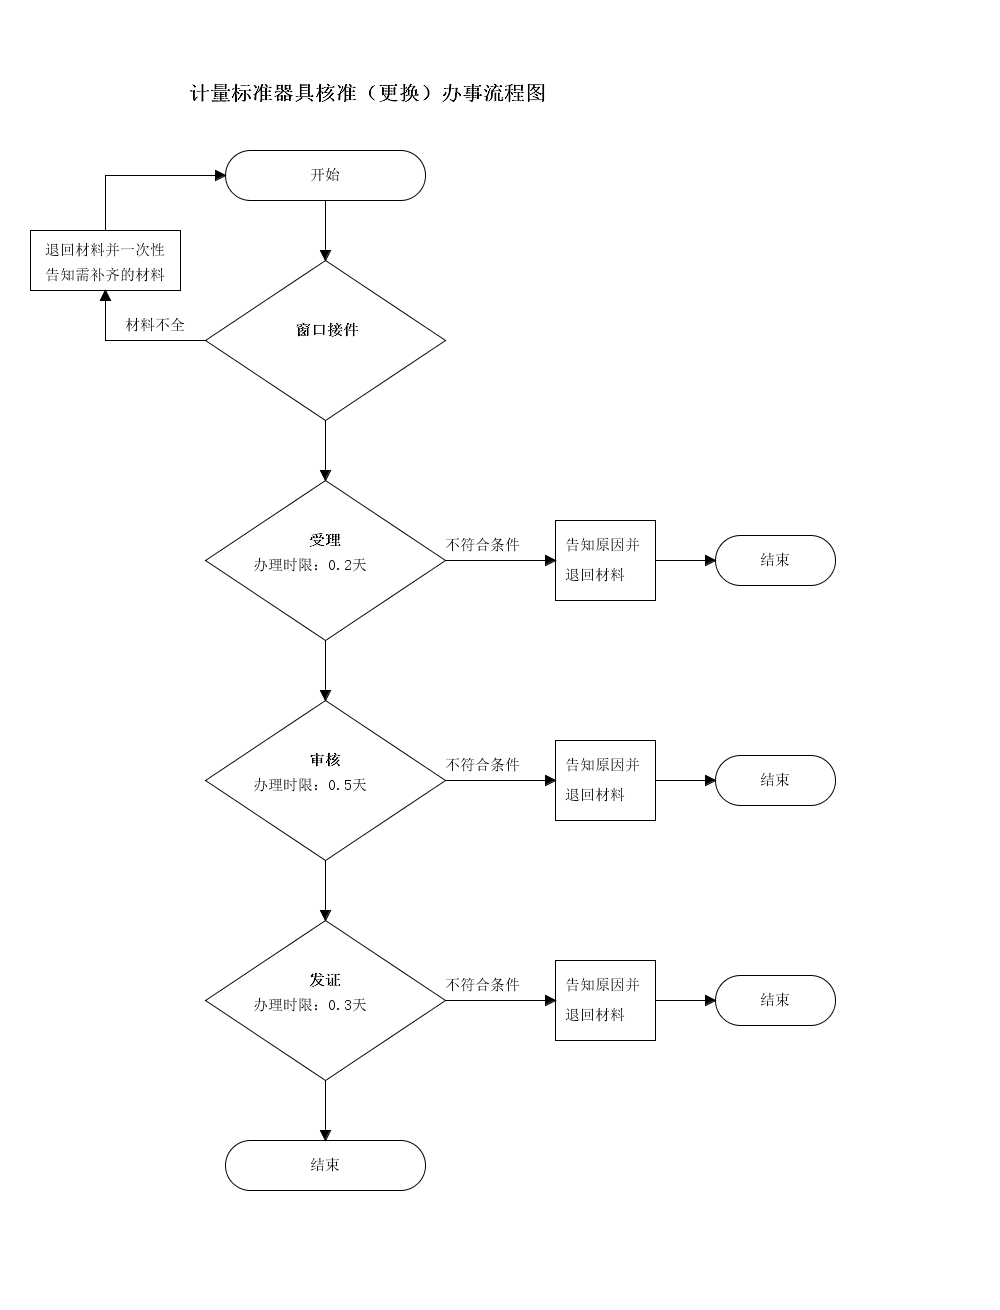 计量标准器具核准（更换）办事流程图
开始
退回材料并一次性
告知需补齐的材料
材料不全
窗口接件
受理
办理时限：0.2天
不符合条件
告知原因并
退回材料
结束
审核
办理时限：0.5天
不符合条件
告知原因并
退回材料
结束
发证
办理时限：0.3天
不符合条件
告知原因并
退回材料
结束
结束